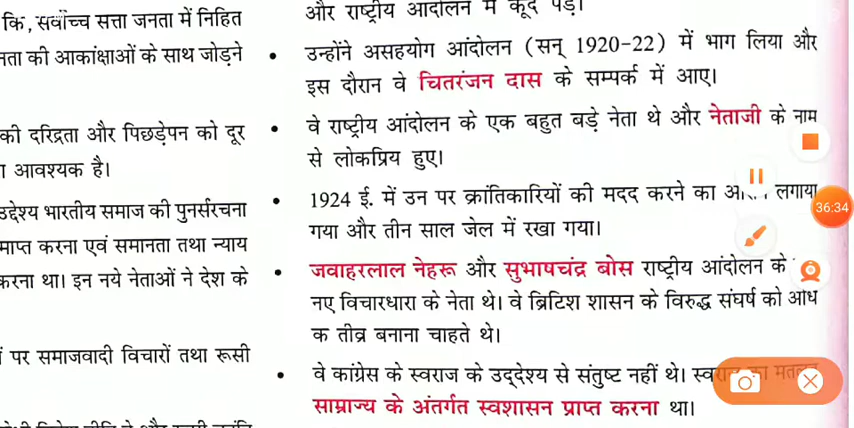 कि, सर्वोच्च सत्ता जनता में निहित
नता की आकांक्षाओं के साथ जोड़ने
की दरिद्रता और पिछड़ेपन को दूर
ा आवश्यक है।
उद्देश्य भारतीय समाज की पुनर्सरचना
माप्त करना एवं समानता तथा न्याय
करना था। इन नये नेताओं ने देश के
ं पर समाजवादी विचारों तथा रूसी
और राष्ट्रीय आंदोलन में कूद पड़े।
• उन्होंने असहयोग आंदोलन (सन् 1920-22) में भाग लिया और
इस दौरान वे चितरंजन दास के सम्पर्क में आए।
• वे राष्ट्रीय आंदोलन के एक बहुत बड़े नेता थे और नेताजी के नाम
से लोकप्रिय हुए।
• 1924 ई. में उन पर क्रांतिकारियों की मदद करने का लगाया
गया और तीन साल जेल में रखा गया।
• जवाहरलाल नेहरू और सुभाषचंद्र बोस राष्ट्रीय आंदोलन के
नए विचारधारा के नेता थे। वे ब्रिटिश शासन के विरुद्ध संघर्ष को अधि
क तीव्र बनाना चाहते थे।
• वे कांग्रेस के स्वराज के उद्देश्य से संतुष्ट नहीं थे। का
साम्राज्य के अंतर्गत स्वशासन प्राप्त करना था।
36:34